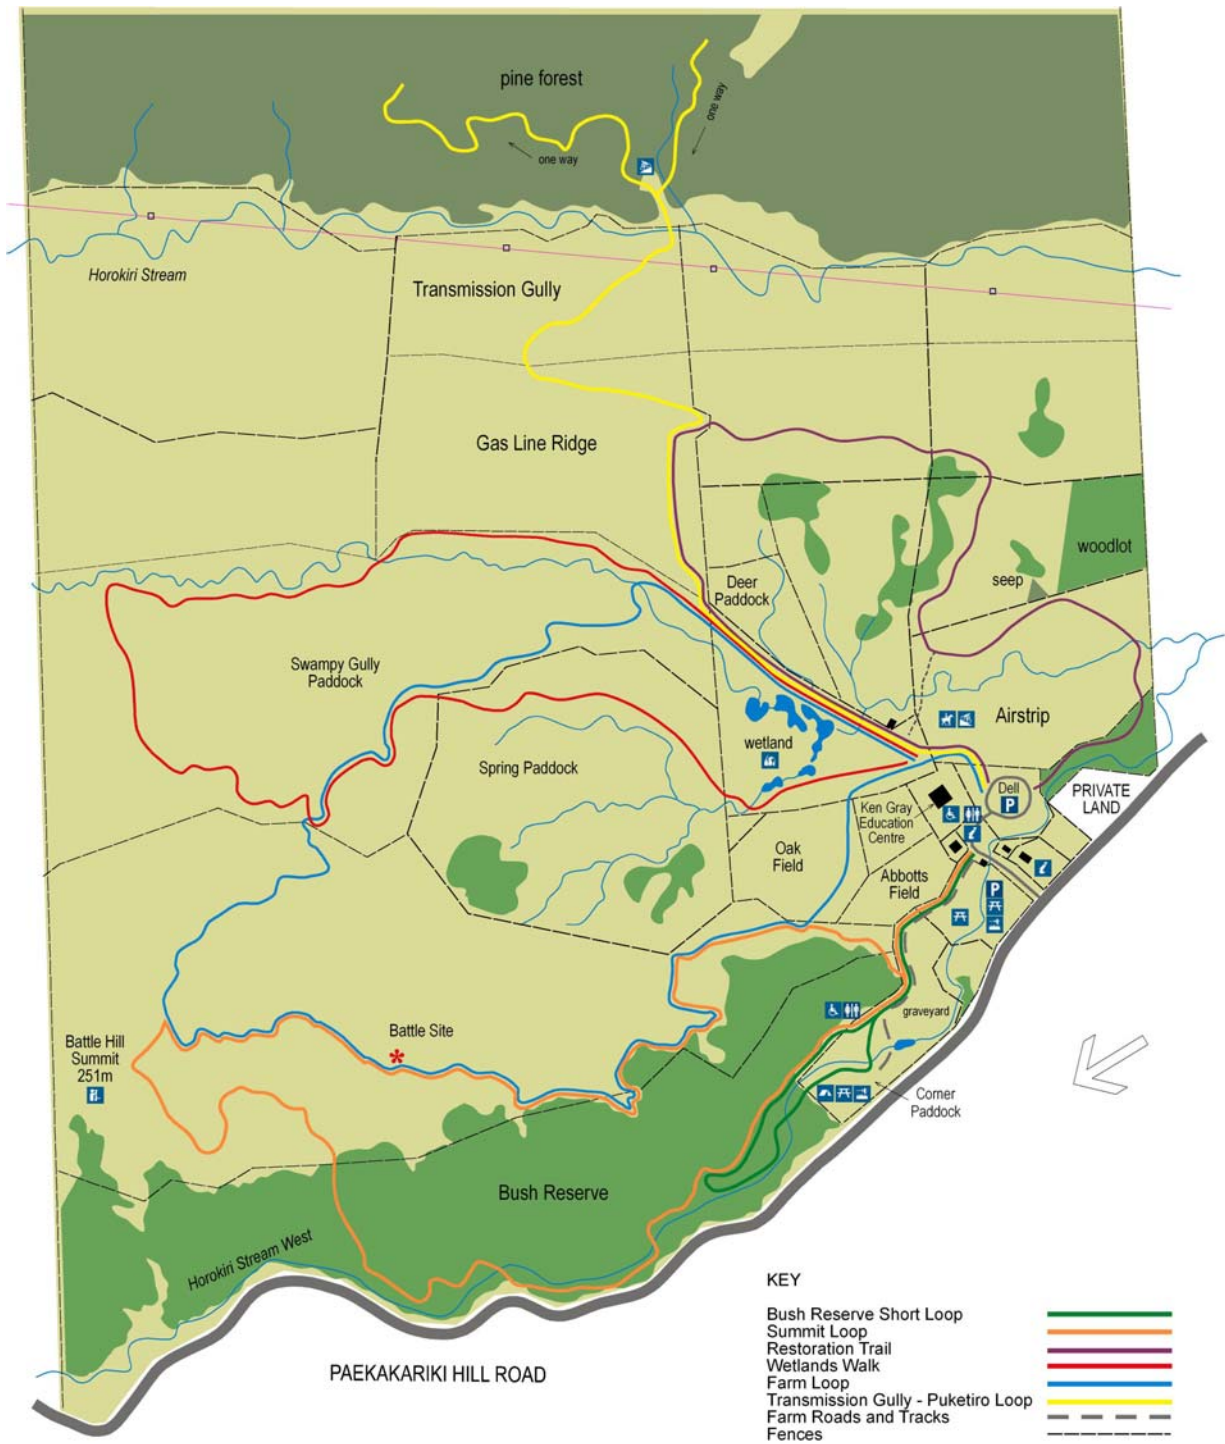 pine forest
one way
one way
Horokiri Stream
Transmission Gully
Gas Line Ridge
woodlot
seep
Deer
Paddock
Swampy Gully
Paddock
Airstrip
wetland
Spring Paddock
Dell
P
PRIVATE
LAND
Ken Gray
Education
Centre
Oak
Field
Abbotts
Field
i
i
P
graveyard
Battle Site
*
Battle Hill
Summit
251m
Corner
Paddock
Bush Reserve
Horokiri Stream West
PAEKAKARIKI HILL ROAD
KEY
Bush Reserve Short Loop
Summit Loop
Restoration Trail
Wetlands Walk
Farm Loop
Transmission Gully - Puketiro Loop
Farm Roads and Tracks
Fences